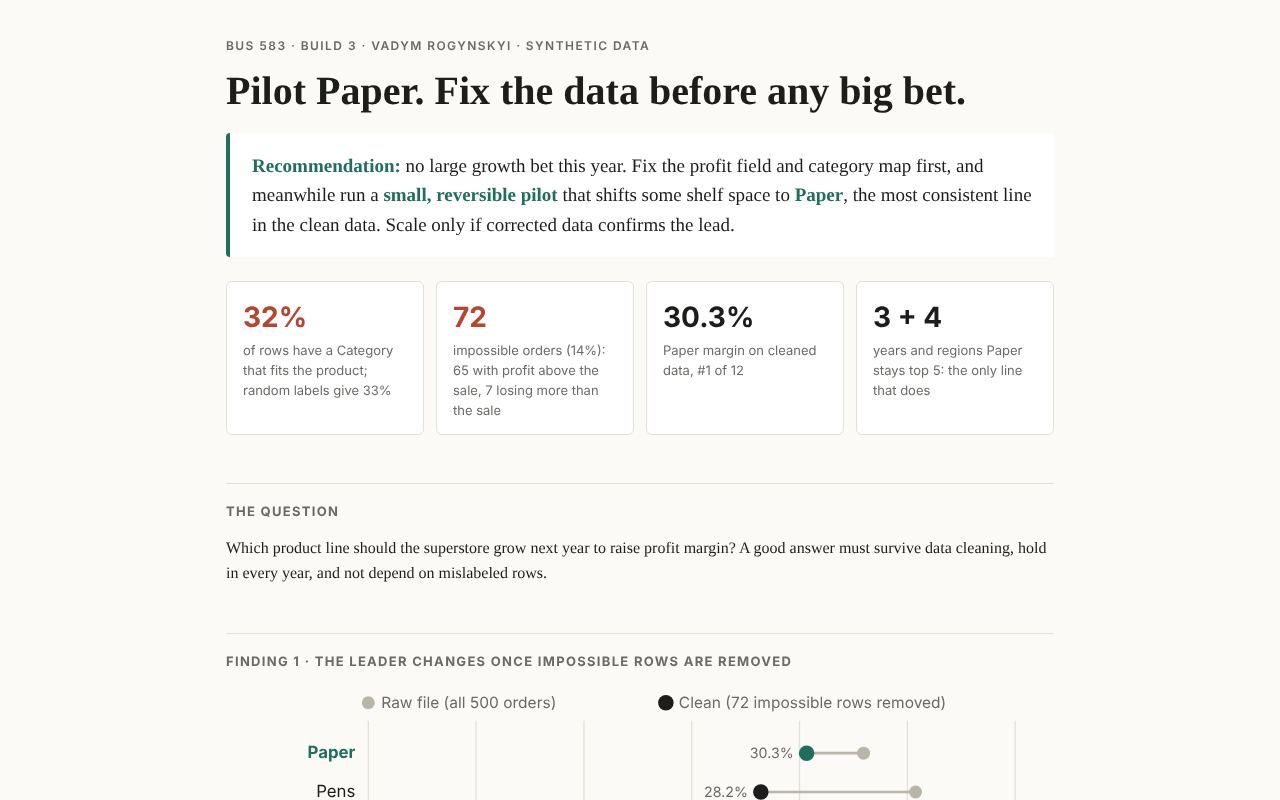 BUS 583 · BUILD 3 · VADYM ROGYNSKYI · SYNTHETIC DATA
Pilot Paper. Fix the data before any big bet.
Recommendation: no large growth bet this year. Fix the profit field and category map first, and
meanwhile run a small, reversible pilot that shifts some shelf space to Paper, the most consistent line
in the clean data. Scale only if corrected data confirms the lead.
32%
of rows have a Category
that fits the product;
random labels give 33%
72
impossible orders (14%):
65 with profit above the
sale, 7 losing more than
the sale
30.3%
Paper margin on cleaned
data, #1 of 12
3 + 4
years and regions Paper
stays top 5: the only line
that does
THE QUESTION
Which product line should the superstore grow next year to raise profit margin? A good answer must survive data cleaning, hold
in every year, and not depend on mislabeled rows.
FINDING 1 · THE LEADER CHANGES ONCE IMPOSSIBLE ROWS ARE REMOVED
Raw file (all 500 orders)
Clean (72 impossible rows removed)
Paper
30.3%
Pens
28.2%